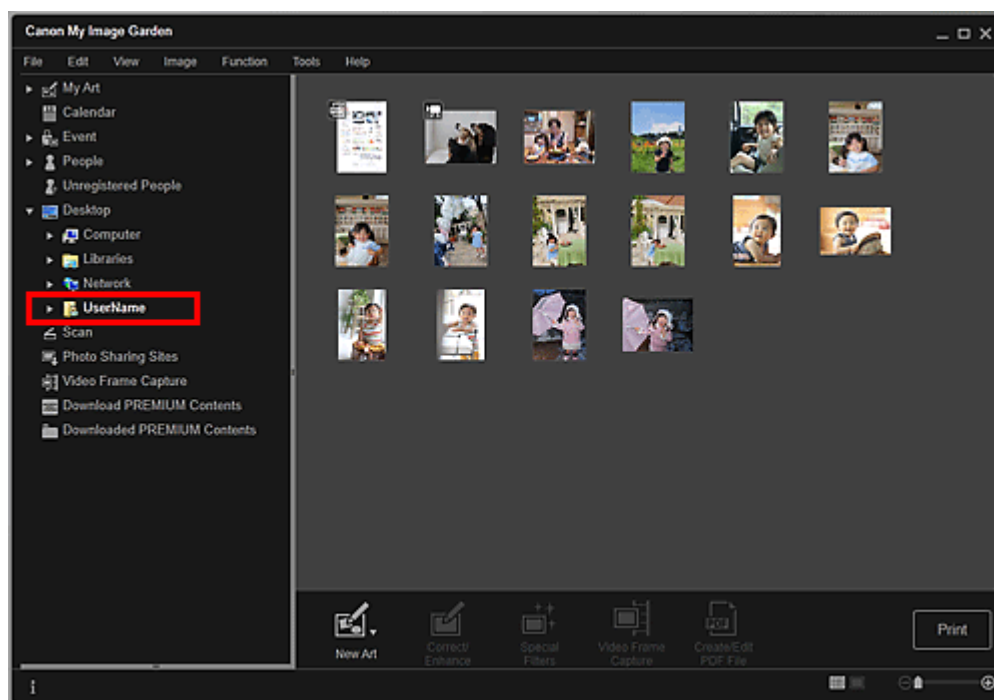 Canon My Image Garden
File Edit View Image Function Tools Help
My Art
Calendar
Event
People
Unregistered People
Desktop
Computer
Libraries
Network
UserName
Scan
Photo Sharing Sites
Video Frame Capture
Download PREMIUM Contents
Downloaded PREMIUM Contents
New Art
Correct/
Enhance
Special
Filters
Video Frame
Capture
PDF
Create/Edit
PDF File
Print